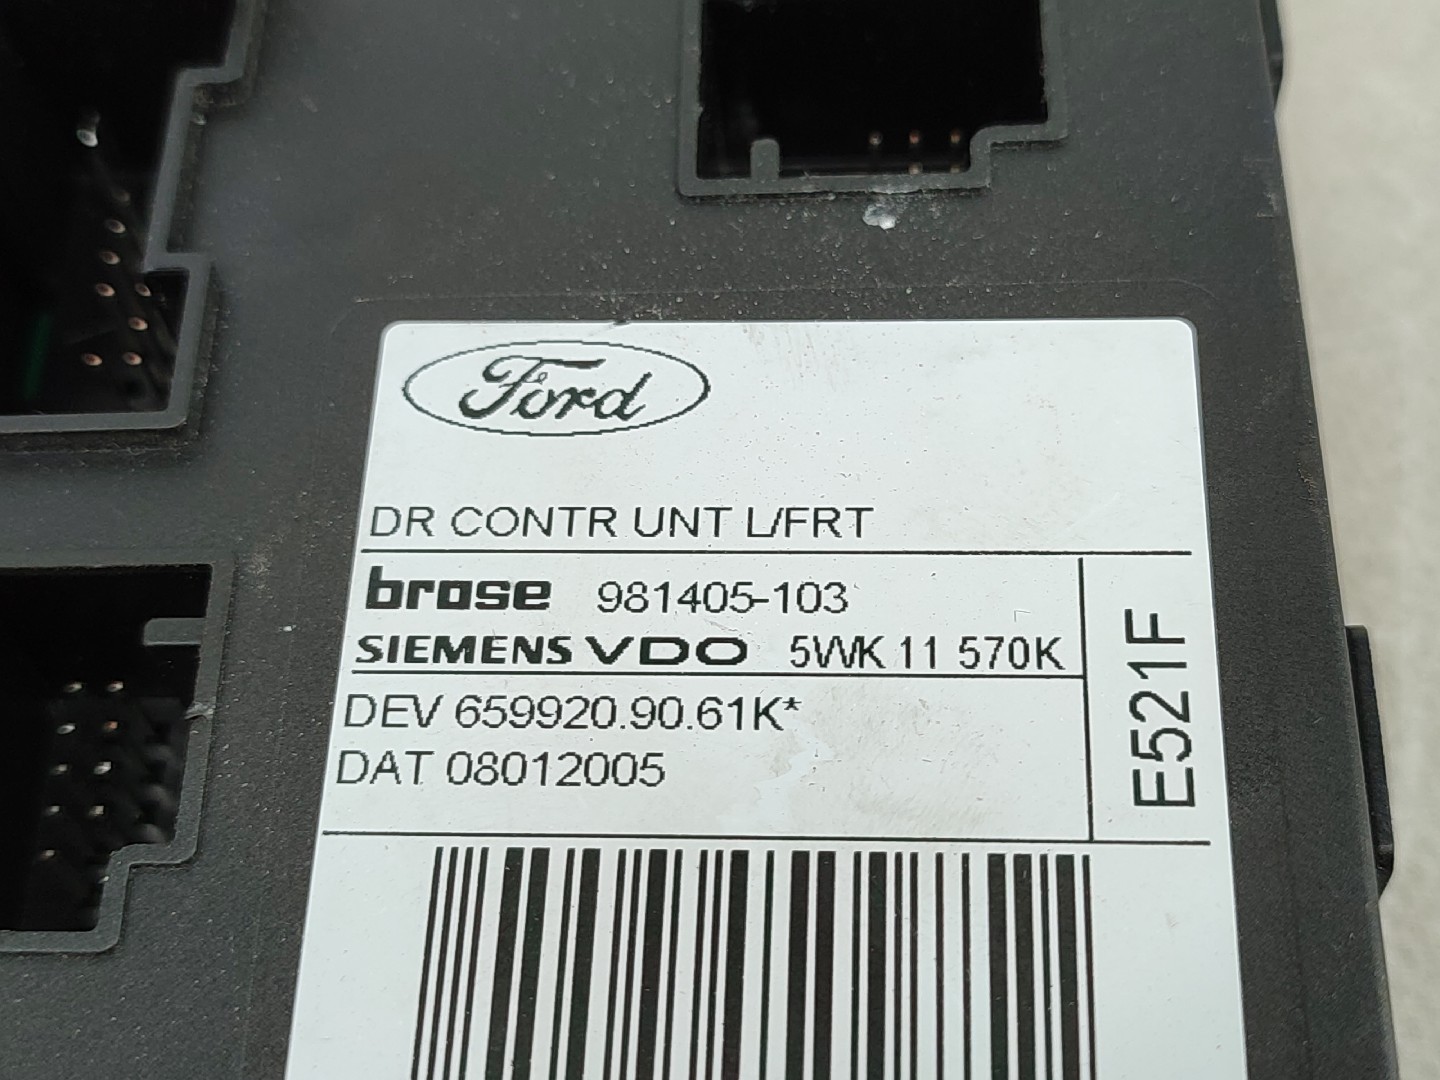 Ford
DR CONTR UNT L/FRT
brose 981405-103
SIEMENS VDO 5WK 11 570K
DEV 659920.90.61K*
DAT 08012005
E521F